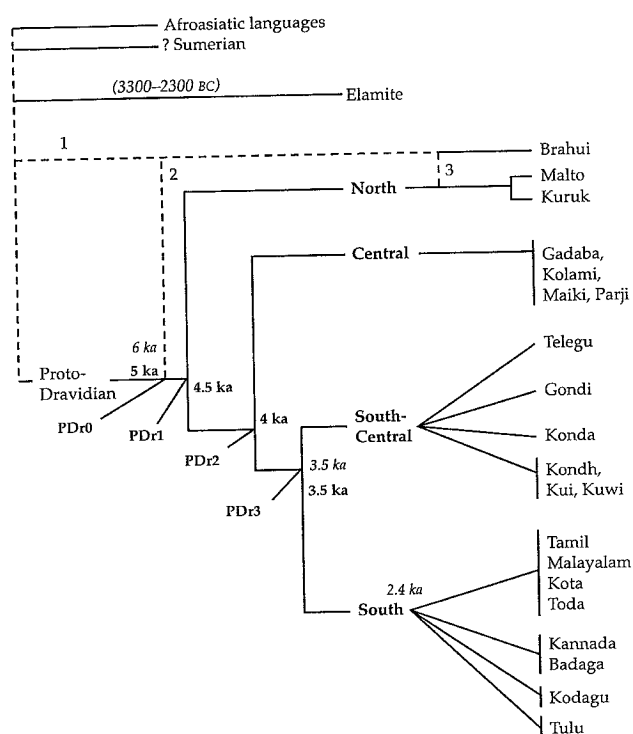 Afroasiatic languages
? Sumerian
(3300–2300 BC)
Elamite
1
Brahui
2
3
Malto
North
Kuruk
Central
Gadaba,
Kolami,
Maiki, Parji
Telegu
6 ka
Proto-
Dravidian
5 ka
4.5 ka
Gondi
PDr0
PDr1
4 ka
South-
Central
Konda
PDr2
3.5 ka
3.5 ka
Kondh,
Kui, Kuwi
PDr3
Tamil
Malayalam
Kota
Toda
2.4 ka
South
Kannada
Badaga
Kodagu
Tulu